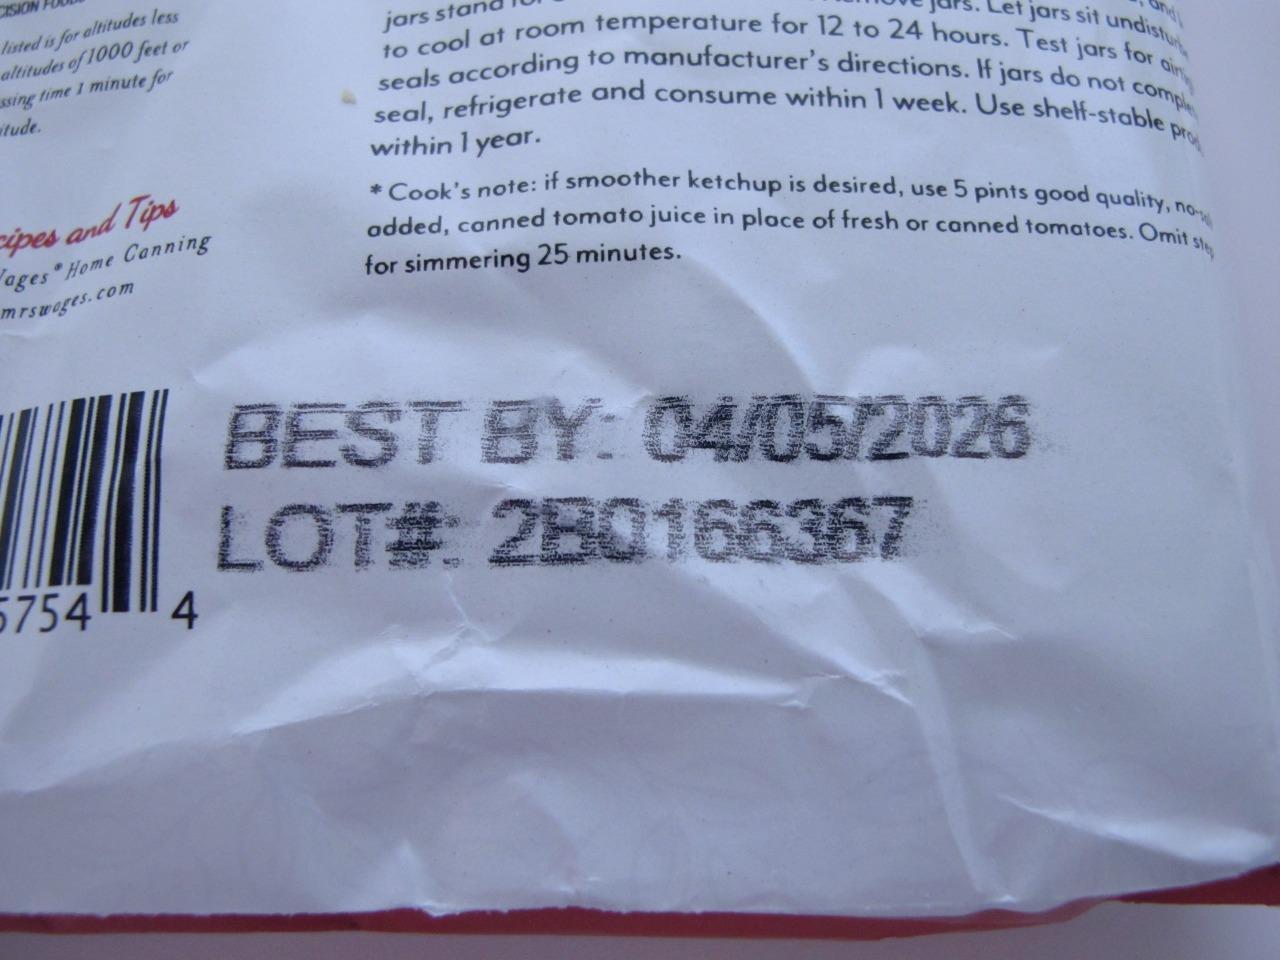 listed is for altitudes less
altitudes of 1000 feet or
ssing time 1 minute for
itude.
cipes and Tips
Wages® Home Canning
mrswages.com
5754 4
jars stand for
jars. Let jars sit
to cool at room temperature for 12 to 24 hours. Test jars for
seals according to manufacturer's directions. If jars do not
seal, refrigerate and consume within 1 week. Use shelf-stable
within 1 year.
* Cook's note: if smoother ketchup is desired, use 5 pints good quality,
added, canned tomato juice in place of fresh or canned tomatoes. Omit
for simmering 25 minutes.
BEST BY: 04/05/2026
LOT#: 2B0166367